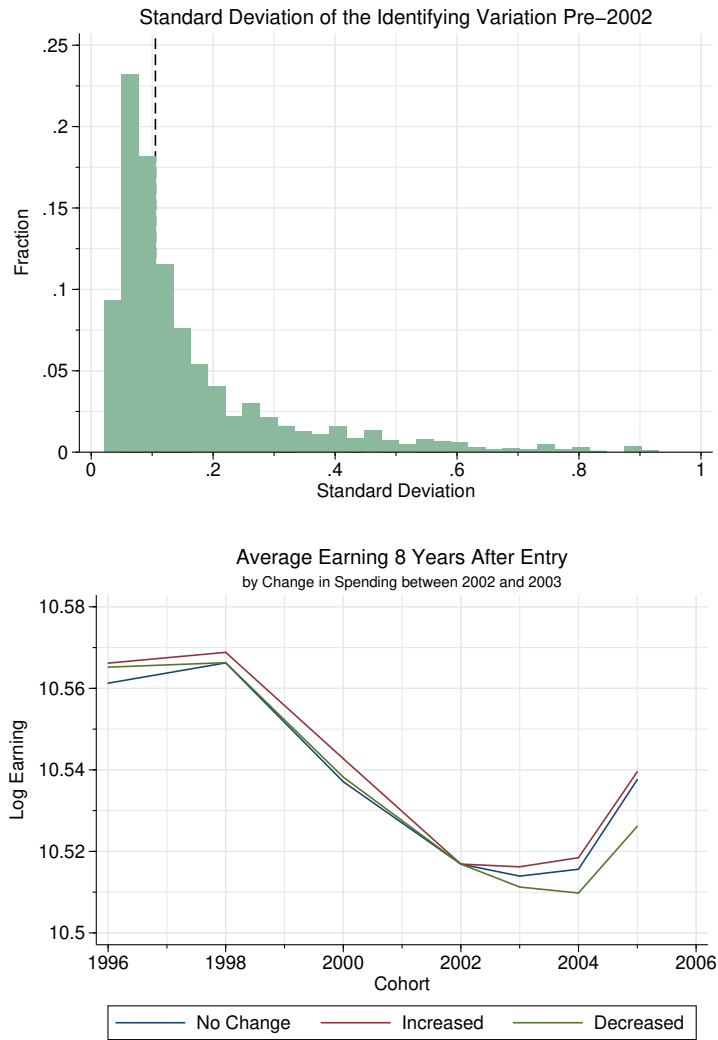 Standard Deviation of the Identifying Variation Pre−2002
.25
.2
.15
.1
.05
0
Fraction
0 .2 .4 .6 .8 1
Standard Deviation
Average Earning 8 Years After Entry
by Change in Spending between 2002 and 2003
10.58
10.56
10.54
10.52
10.5
Log Earning
1996 1998 2000 2002 2004 2006
Cohort
No Change Increased Decreased